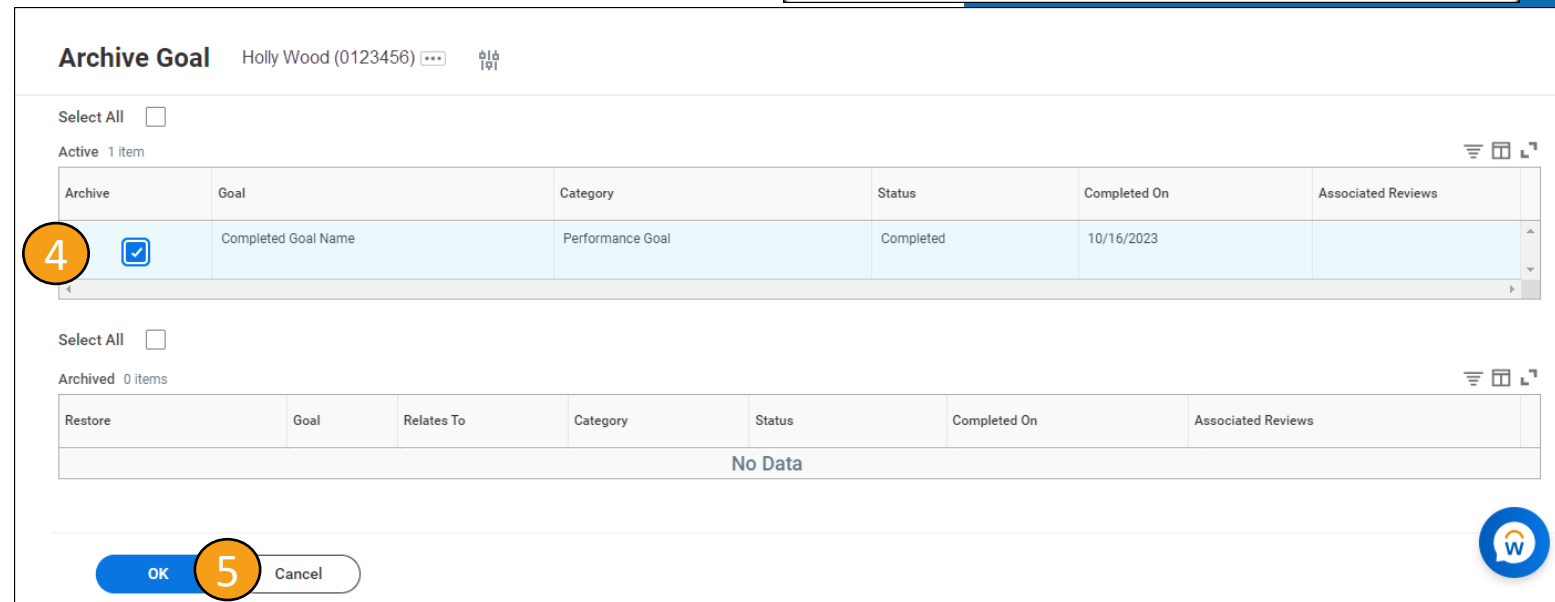 Archive Goal Holly Wood (0123456)
Select All
Active 1 item
Archive Goal Category Status Completed On Associated Reviews
4 Completed Goal Name Performance Goal Completed 10/16/2023
Select All
Archived 0 items
Restore Goal Relates To Category Status Completed On Associated Reviews
No Data
OK 5 Cancel
w